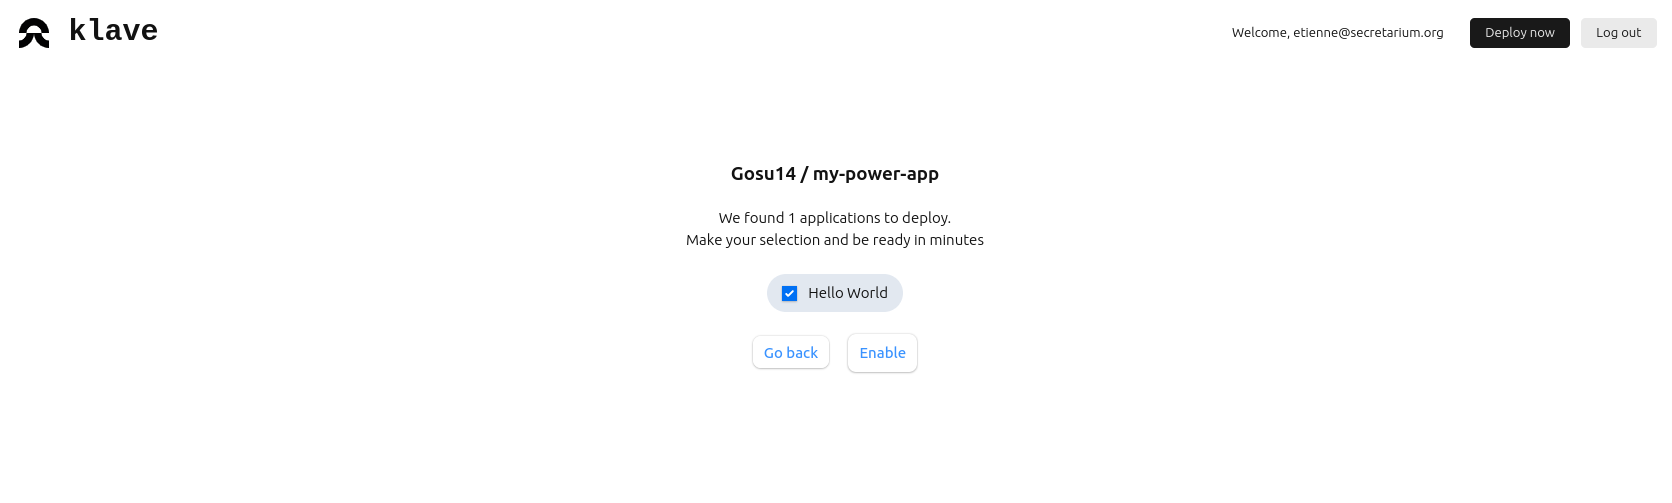 klave
Welcome, etienne@secretarium.org
Deploy now
Log out
Gosu14 / my-power-app
We found 1 applications to deploy.
Make your selection and be ready in minutes
Hello World
Go back
Enable